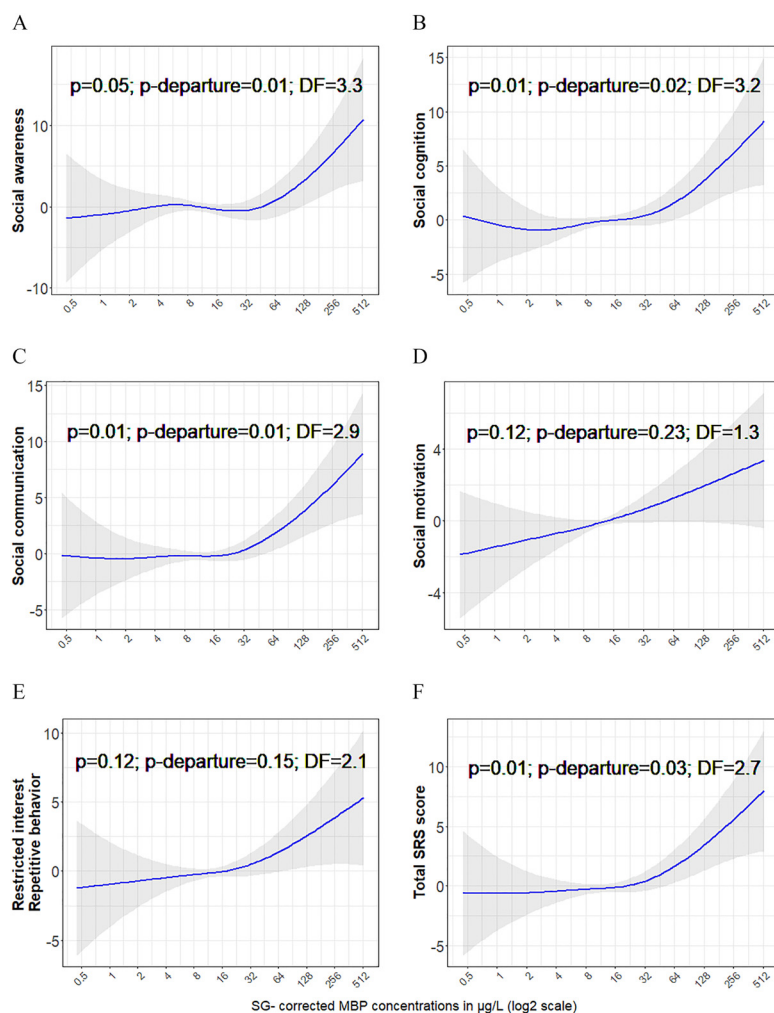 A
Social awareness
p=0.05; p-departure=0.01; DF=3.3
10
0
-10
0.5 1 2 4 8 16 32 64 128 256 512
B
Social cognition
p=0.01; p-departure=0.02; DF=3.2
15
10
5
0
-5
0.5 1 2 4 8 16 32 64 128 256 512
C
Social communication
p=0.01; p-departure=0.01; DF=2.9
15
10
5
0
-5
0.5 1 2 4 8 16 32 64 128 256 512
D
Social motivation
p=0.12; p-departure=0.23; DF=1.3
4
0
-4
0.5 1 2 4 8 16 32 64 128 256 512
E
Restricted interest
Repetitive behavior
p=0.12; p-departure=0.15; DF=2.1
10
5
0
-5
0.5 1 2 4 8 16 32 64 128 256 512
F
Total SRS score
p=0.01; p-departure=0.03; DF=2.7
10
5
0
-5
0.5 1 2 4 8 16 32 64 128 256 512
SG- corrected MBP concentrations in µg/L (log2 scale)